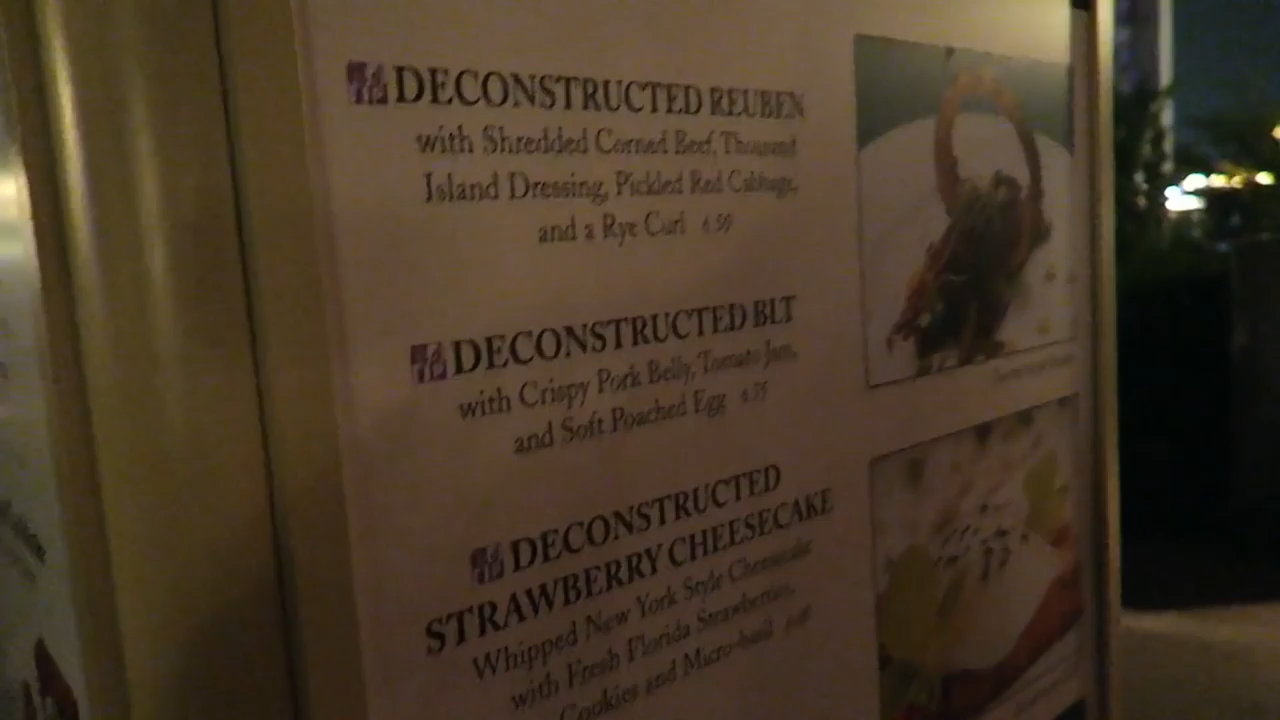 DECONSTRUCTED REUBEN
with Shredded Corned Beef, Thousand
Island Dressing, Pickled Red Cabbage,
and a Rye Curl
DECONSTRUCTED BLT
with Crispy Pork Belly, Tomato Jam,
and Soft Poached Egg
DECONSTRUCTED
STRAWBERRY CHEESECAKE
Whipped New York Style Cheesecake
with Fresh Florida Strawberries,
Cookies and Micro-basil